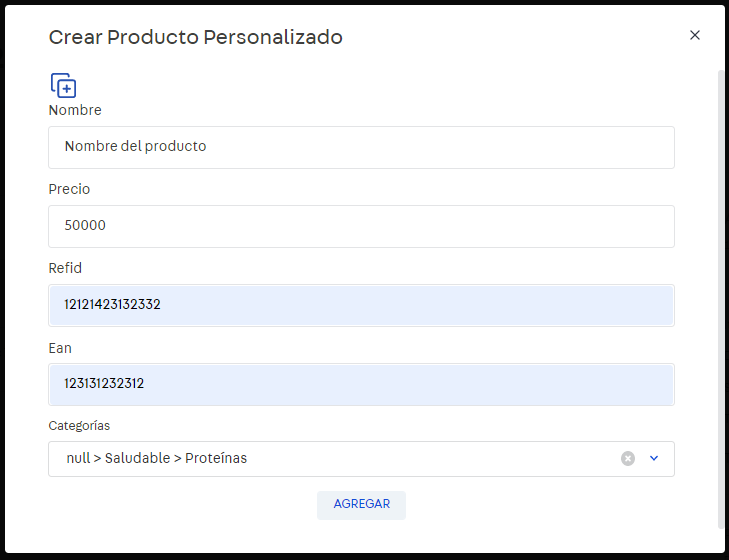 Crear Producto Personalizado
Nombre
Nombre del producto
Precio
50000
Refid
12121423132332
Ean
123131232312
Categorías
null > Saludable > Proteínas
AGREGAR